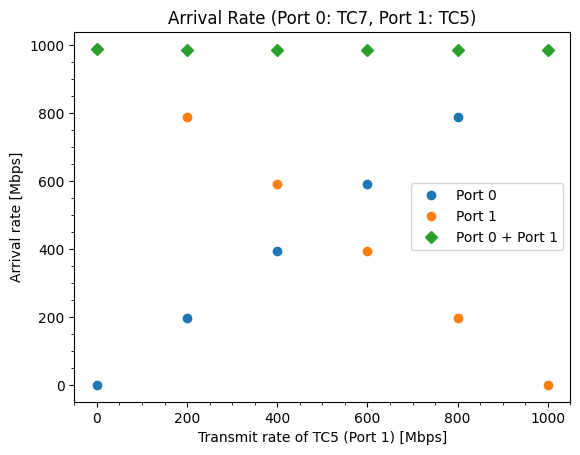 Arrival Rate (Port 0: TC7, Port 1: TC5)
Arrival rate [Mbps]
1000
800
600
400
200
0
Port 0
Port 1
Port 0 + Port 1
0 200 400 600 800 1000
Transmit rate of TC5 (Port 1) [Mbps]